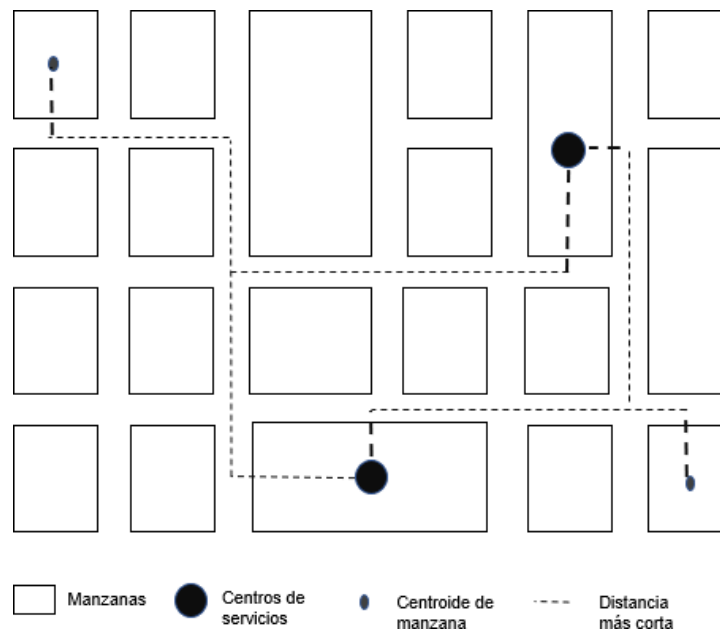 Manzanas
Centros de
servicios
Centroide de
manzana
Distancia
más corta